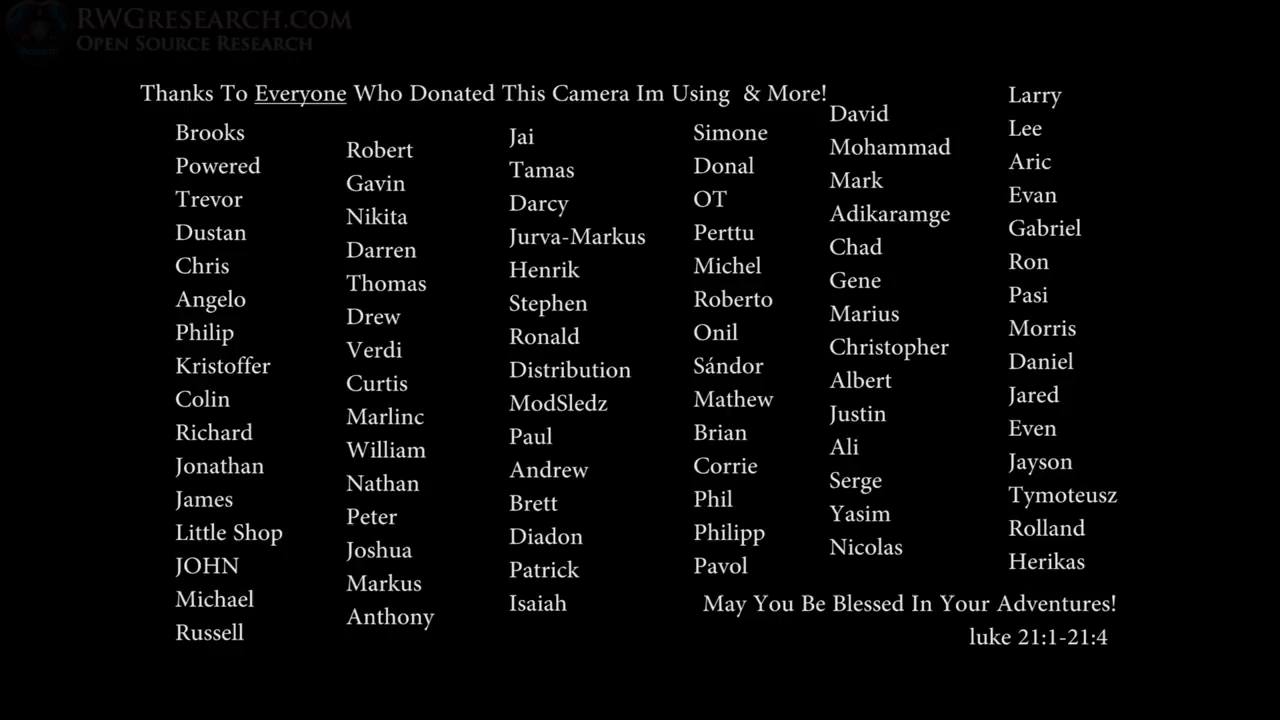 RWGRESEARCH.COM
OPEN SOURCE RESEARCH
Thanks To Everyone Who Donated This Camera Im Using & More!
Brooks
Powered
Trevor
Dustan
Chris
Angelo
Philip
Kristoffer
Colin
Richard
Jonathan
James
Little Shop
JOHN
Michael
Russell
Robert
Gavin
Nikita
Darren
Thomas
Drew
Verdi
Curtis
Marlinc
William
Nathan
Peter
Joshua
Markus
Anthony
Jai
Tamas
Darcy
Jurva-Markus
Henrik
Stephen
Ronald
Distribution
ModSledz
Paul
Andrew
Brett
Diadon
Patrick
Isaiah
Simone
Donal
OT
Perttu
Michel
Roberto
Onil
Sándor
Mathew
Brian
Corrie
Phil
Philipp
Pavol
David
Mohammad
Mark
Adikaramge
Chad
Gene
Marius
Christopher
Albert
Justin
Ali
Serge
Yasim
Nicolas
Larry
Lee
Aric
Evan
Gabriel
Ron
Pasi
Morris
Daniel
Jared
Even
Jayson
Tymoteusz
Rolland
Herikas
May You Be Blessed In Your Adventures!
luke 21:1-21:4